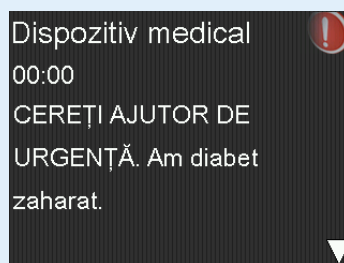 Dispozitiv medical
00:00
CEREȚI AJUTOR DE
URGENȚĂ. Am diabet
zaharat.